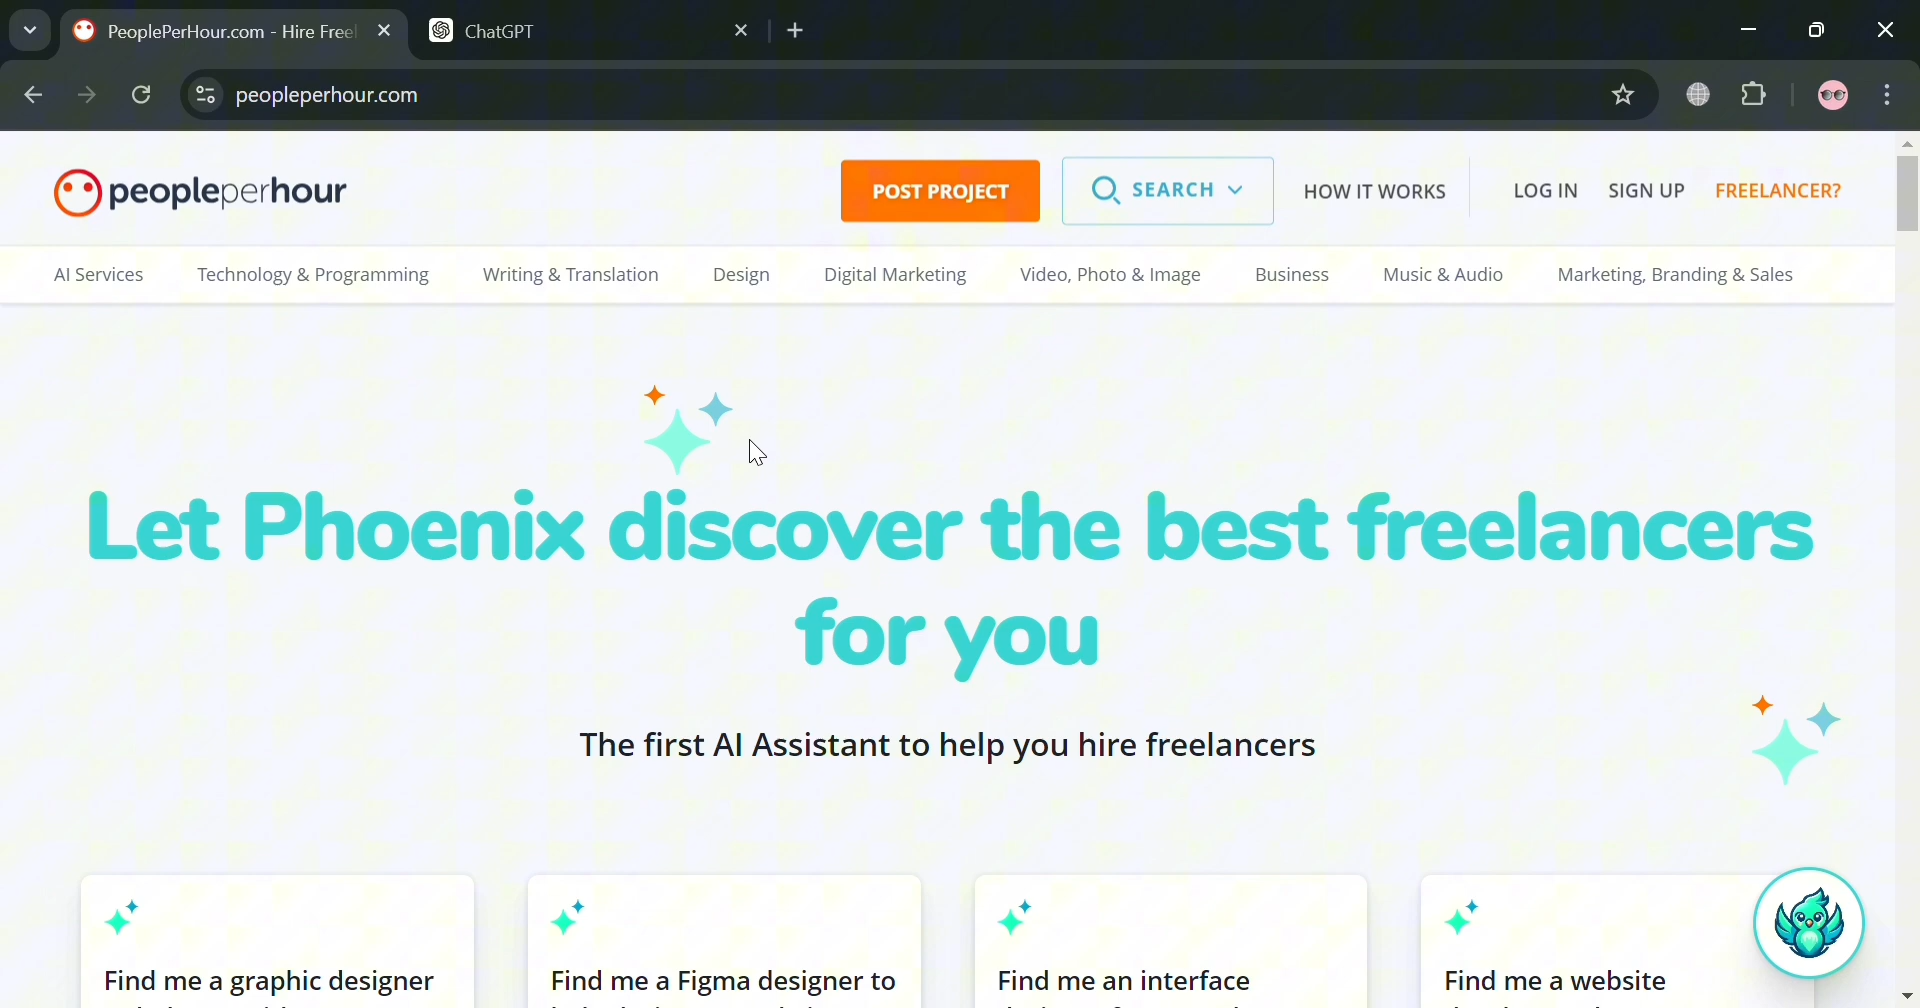 PeoplePerHour.com - Hire Free
ChatGPT
peopleperhour.com
peopleperhour
POST PROJECT
SEARCH
HOW IT WORKS
LOG IN
SIGN UP
FREELANCER?
AI Services
Technology & Programming
Writing & Translation
Design
Digital Marketing
Video, Photo & Image
Business
Music & Audio
Marketing, Branding & Sales
Let Phoenix discover the best freelancers
for you
The first AI Assistant to help you hire freelancers
Find me a graphic designer
Find me a Figma designer to
Find me an interface
Find me a website